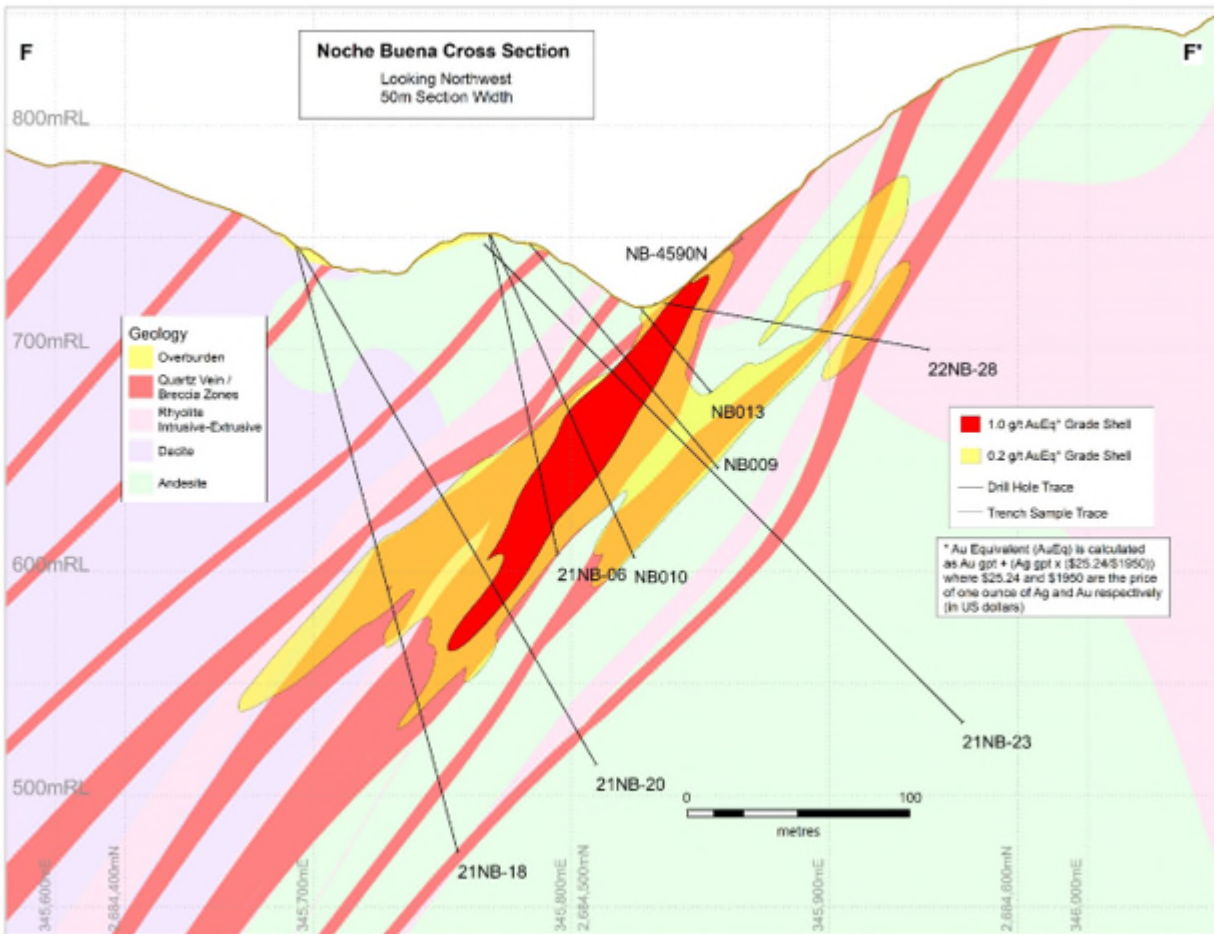 F
Noche Buena Cross Section
Looking Northwest
50m Section Width
F'
800mRL
NB-4590N
Geology
Overburden
Quartz Vein /
Breccia Zones
Rhyolite
Intrusive-Extrusive
Dacite
Andesite
700mRL
22NB-28
NB013
1.0 g/t AuEq* Grade Shell
0.2 g/t AuEq* Grade Shell
Drill Hole Trace
Trench Sample Trace
NB009
* Au Equivalent (AuEq) is calculated
as Au gpt + (Ag gpt x ($25.24/$1950))
where $25.24 and $1950 are the price
of one ounce of Ag and Au respectively
(in US dollars)
600mRL
21NB-06
NB010
21NB-23
21NB-20
500mRL
0
100
metres
21NB-18
345,600mE
2,684,400mN
345,700mE
345,800mE
2,684,500mN
345,900mE
2,684,600mN
346,000mE